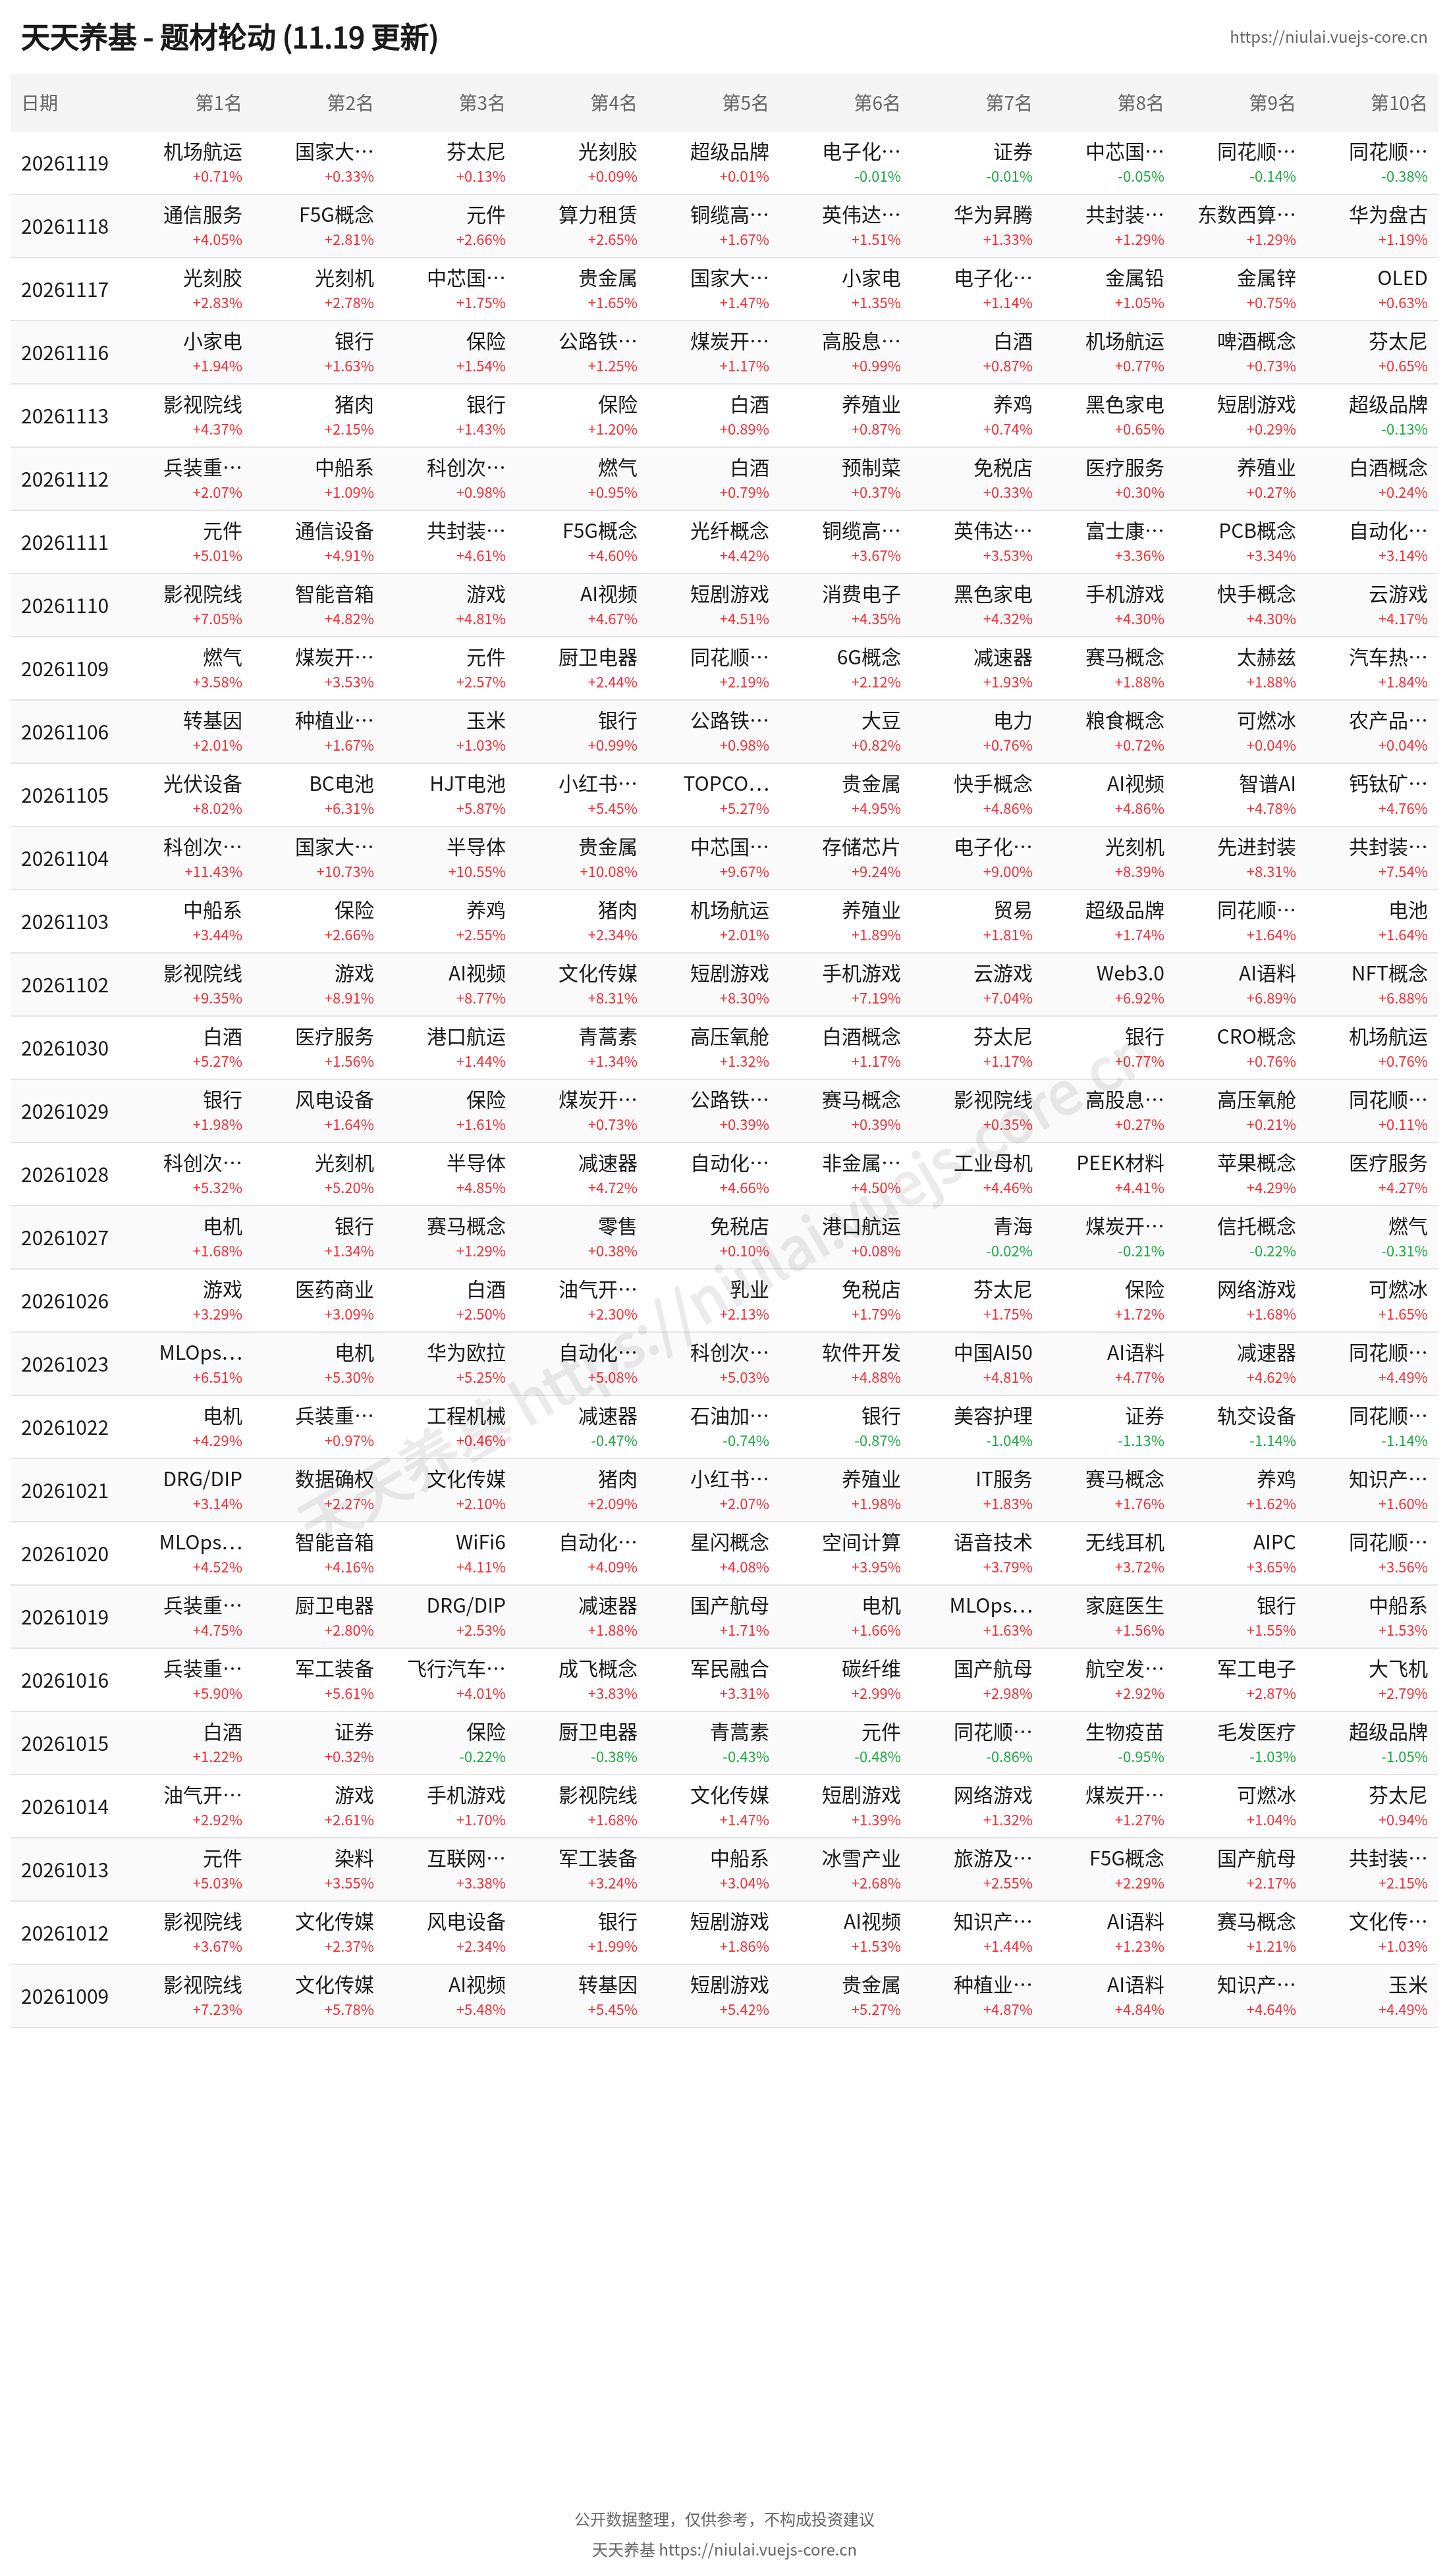 天天养基 - 题材轮动 (11.19 更新)
https://niulai.vuejs-core.cn
日期 第1名 第2名 第3名 第4名 第5名 第6名 第7名 第8名 第9名 第10名
机场航运 国家大… 芬太尼 光刻胶 超级品牌 电子化… 证券 中芯国… 同花顺… 同花顺…
20261119
+0.71% +0.33% +0.13% +0.09% +0.01% -0.01% -0.01% -0.05% -0.14% -0.38%
通信服务 F5G概念 元件 算力租赁 铜缆高… 英伟达… 华为昇腾 共封装… 东数西算… 华为盘古
20261118
+4.05% +2.81% +2.66% +2.65% +1.67% +1.51% +1.33% +1.29% +1.29% +1.19%
光刻胶 光刻机 中芯国… 贵金属 国家大… 小家电 电子化… 金属铅 金属锌 OLED
20261117
+2.83% +2.78% +1.75% +1.65% +1.47% +1.35% +1.14% +1.05% +0.75% +0.63%
小家电 银行 保险 公路铁… 煤炭开… 高股息… 白酒 机场航运 啤酒概念 芬太尼
20261116
+1.94% +1.63% +1.54% +1.25% +1.17% +0.99% +0.87% +0.77% +0.73% +0.65%
影视院线 猪肉 银行 保险 白酒 养殖业 养鸡 黑色家电 短剧游戏 超级品牌
20261113
+4.37% +2.15% +1.43% +1.20% +0.89% +0.87% +0.74% +0.65% +0.29% -0.13%
兵装重… 中船系 科创次… 燃气 白酒 预制菜 免税店 医疗服务 养殖业 白酒概念
20261112
+2.07% +1.09% +0.98% +0.95% +0.79% +0.37% +0.33% +0.30% +0.27% +0.24%
元件 通信设备 共封装… F5G概念 光纤概念 铜缆高… 英伟达… 富士康… PCB概念 自动化…
20261111
+5.01% +4.91% +4.61% +4.60% +4.42% +3.67% +3.53% +3.36% +3.34% +3.14%
影视院线 智能音箱 游戏 AI视频 短剧游戏 消费电子 黑色家电 手机游戏 快手概念 云游戏
20261110
+7.05% +4.82% +4.81% +4.67% +4.51% +4.35% +4.32% +4.30% +4.30% +4.17%
燃气 煤炭开… 元件 厨卫电器 同花顺… 6G概念 减速器 赛马概念 太赫兹 汽车热…
20261109
+3.58% +3.53% +2.57% +2.44% +2.19% +2.12% +1.93% +1.88% +1.88% +1.84%
转基因 种植业… 玉米 银行 公路铁… 大豆 电力 粮食概念 可燃冰 农产品…
20261106
+2.01% +1.67% +1.03% +0.99% +0.98% +0.82% +0.76% +0.72% +0.04% +0.04%
光伏设备 BC电池 HJT电池 小红书… TOPCO… 贵金属 快手概念 AI视频 智谱AI 钙钛矿…
20261105
+8.02% +6.31% +5.87% +5.45% +5.27% +4.95% +4.86% +4.86% +4.78% +4.76%
科创次… 国家大… 半导体 贵金属 中芯国… 存储芯片 电子化… 光刻机 先进封装 共封装…
20261104
+11.43% +10.73% +10.55% +10.08% +9.67% +9.24% +9.00% +8.39% +8.31% +7.54%
中船系 保险 养鸡 猪肉 机场航运 养殖业 贸易 超级品牌 同花顺… 电池
20261103
+3.44% +2.66% +2.55% +2.34% +2.01% +1.89% +1.81% +1.74% +1.64% +1.64%
影视院线 游戏 AI视频 文化传媒 短剧游戏 手机游戏 云游戏 Web3.0 AI语料 NFT概念
20261102
+9.35% +8.91% +8.77% +8.31% +8.30% +7.19% +7.04% +6.92% +6.89% +6.88%
白酒 医疗服务 港口航运 青蒿素 高压氧舱 白酒概念 芬太尼 银行 CRO概念 机场航运
20261030
+5.27% +1.56% +1.44% +1.34% +1.32% +1.17% +1.17% +0.77% +0.76% +0.76%
银行 风电设备 保险 煤炭开… 公路铁… 赛马概念 影视院线 高股息… 高压氧舱 同花顺…
20261029
+1.98% +1.64% +1.61% +0.73% +0.39% +0.39% +0.35% +0.27% +0.21% +0.11%
科创次… 光刻机 半导体 减速器 自动化… 非金属… 工业母机 PEEK材料 苹果概念 医疗服务
20261028
+5.32% +5.20% +4.85% +4.72% +4.66% +4.50% +4.46% +4.41% +4.29% +4.27%
电机 银行 赛马概念 零售 免税店 港口航运 青海 煤炭开… 信托概念 燃气
20261027
+1.68% +1.34% +1.29% +0.38% +0.10% +0.08% -0.02% -0.21% -0.22% -0.31%
游戏 医药商业 白酒 油气开… 乳业 免税店 芬太尼 保险 网络游戏 可燃冰
20261026
+3.29% +3.09% +2.50% +2.30% +2.13% +1.79% +1.75% +1.72% +1.68% +1.65%
MLOps… 电机 华为欧拉 自动化… 科创次… 软件开发 中国AI50 AI语料 减速器 同花顺…
20261023
+6.51% +5.30% +5.25% +5.08% +5.03% +4.88% +4.81% +4.77% +4.62% +4.49%
电机 兵装重… 工程机械 减速器 石油加… 银行 美容护理 证券 轨交设备 同花顺…
20261022
+4.29% +0.97% +0.46% -0.47% -0.74% -0.87% -1.04% -1.13% -1.14% -1.14%
DRG/DIP 数据确权 文化传媒 猪肉 小红书… 养殖业 IT服务 赛马概念 养鸡 知识产…
20261021
+3.14% +2.27% +2.10% +2.09% +2.07% +1.98% +1.83% +1.76% +1.62% +1.60%
MLOps… 智能音箱 WiFi6 自动化… 星闪概念 空间计算 语音技术 无线耳机 AIPC 同花顺…
20261020
+4.52% +4.16% +4.11% +4.09% +4.08% +3.95% +3.79% +3.72% +3.65% +3.56%
兵装重… 厨卫电器 DRG/DIP 减速器 国产航母 电机 MLOps… 家庭医生 银行 中船系
20261019
+4.75% +2.80% +2.53% +1.88% +1.71% +1.66% +1.63% +1.56% +1.55% +1.53%
兵装重… 军工装备 飞行汽车… 成飞概念 军民融合 碳纤维 国产航母 航空发… 军工电子 大飞机
20261016
+5.90% +5.61% +4.01% +3.83% +3.31% +2.99% +2.98% +2.92% +2.87% +2.79%
白酒 证券 保险 厨卫电器 青蒿素 元件 同花顺… 生物疫苗 毛发医疗 超级品牌
20261015
+1.22% +0.32% -0.22% -0.38% -0.43% -0.48% -0.86% -0.95% -1.03% -1.05%
油气开… 游戏 手机游戏 影视院线 文化传媒 短剧游戏 网络游戏 煤炭开… 可燃冰 芬太尼
20261014
+2.92% +2.61% +1.70% +1.68% +1.47% +1.39% +1.32% +1.27% +1.04% +0.94%
元件 染料 互联网… 军工装备 中船系 冰雪产业 旅游及… F5G概念 国产航母 共封装…
20261013
+5.03% +3.55% +3.38% +3.24% +3.04% +2.68% +2.55% +2.29% +2.17% +2.15%
影视院线 文化传媒 风电设备 银行 短剧游戏 AI视频 知识产… AI语料 赛马概念 文化传…
20261012
+3.67% +2.37% +2.34% +1.99% +1.86% +1.53% +1.44% +1.23% +1.21% +1.03%
影视院线 文化传媒 AI视频 转基因 短剧游戏 贵金属 种植业… AI语料 知识产… 玉米
20261009
+7.23% +5.78% +5.48% +5.45% +5.42% +5.27% +4.87% +4.84% +4.64% +4.49%
天天养基 https://niulai.vuejs-core.cn
公开数据整理，仅供参考，不构成投资建议
天天养基 https://niulai.vuejs-core.cn